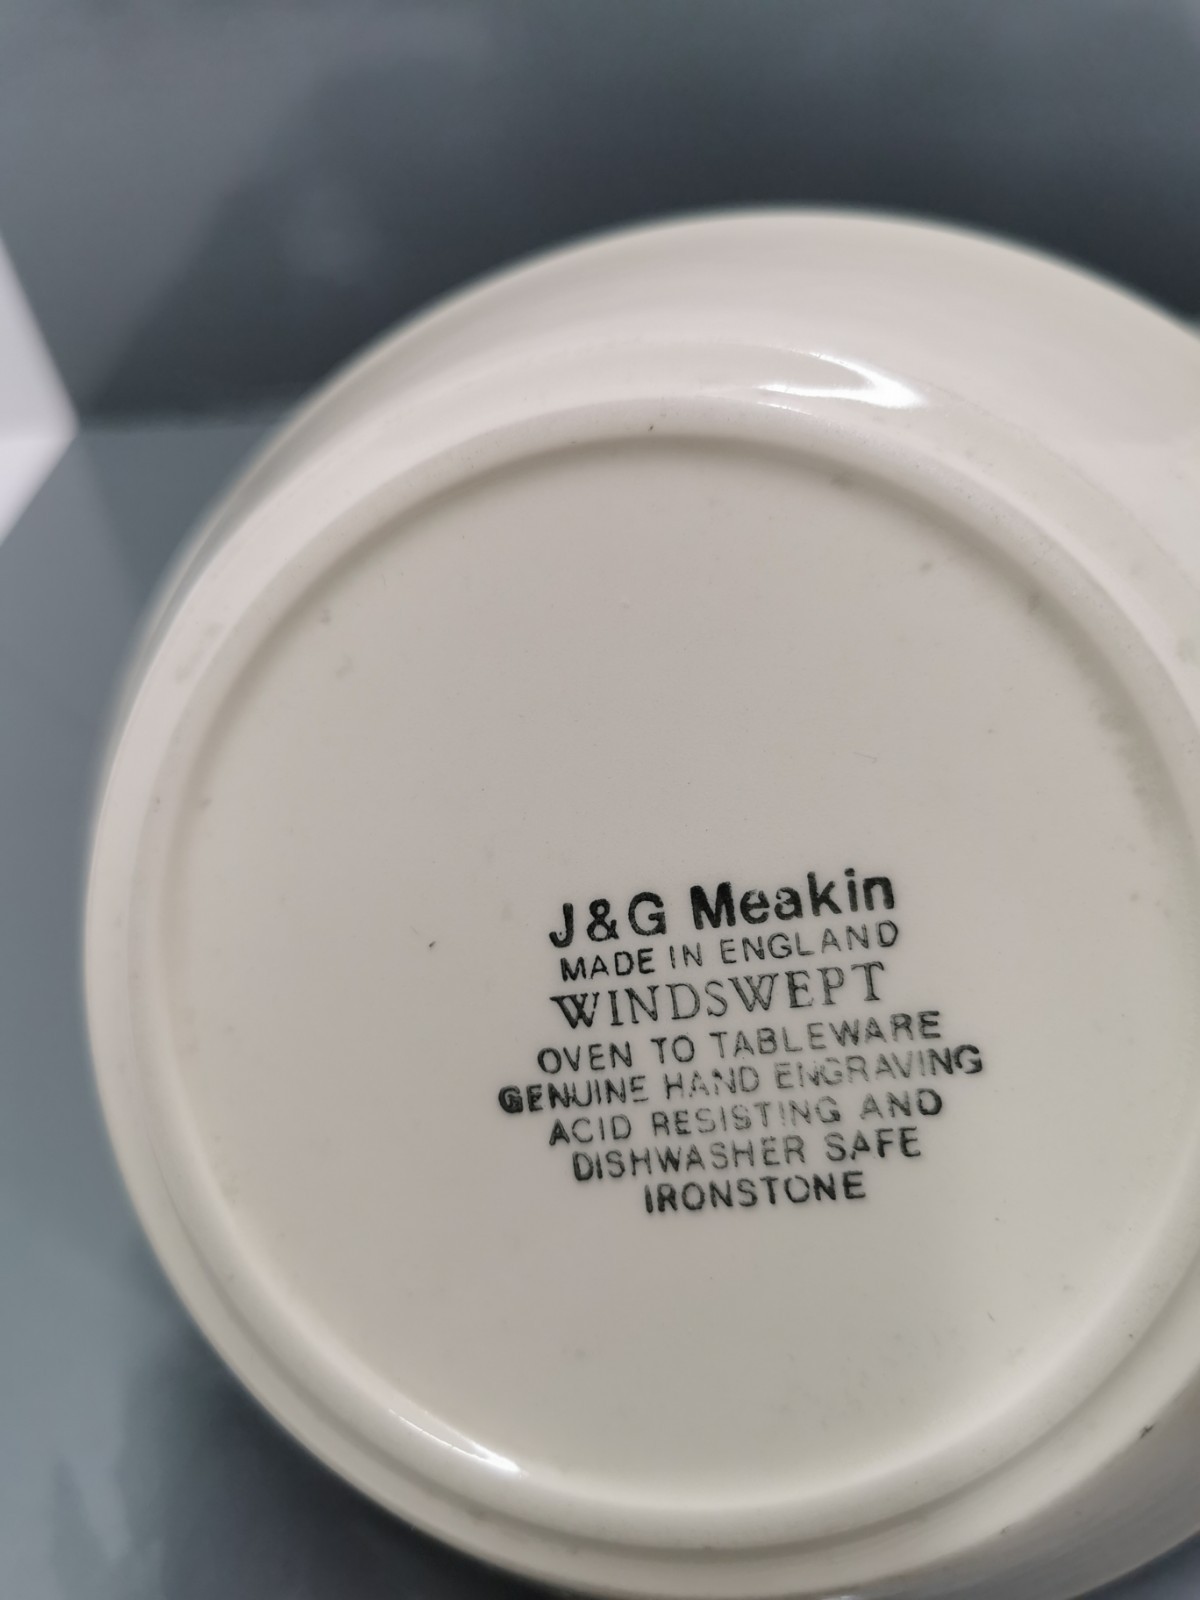 J&G Meakin
MADE IN ENGLAND
WINDSWEPT
OVEN TO TABLEWARE
GENUINE HAND ENGRAVING
ACID RESISTING AND
DISHWASHER SAFE
IRONSTONE